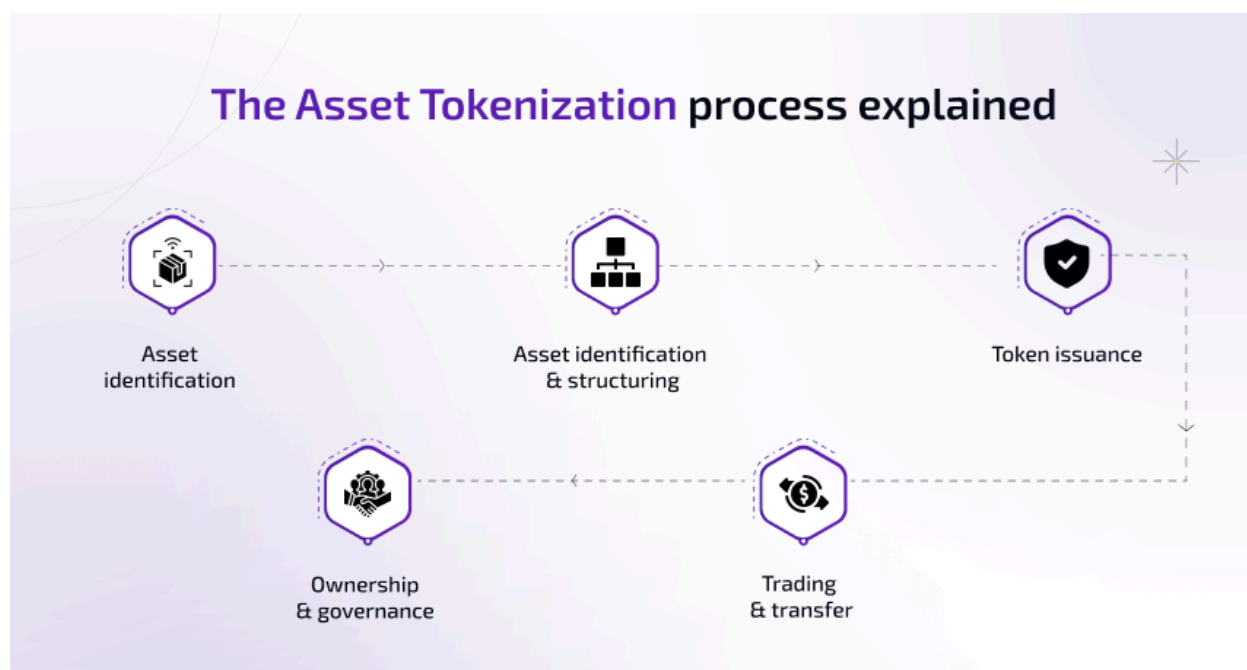 The Asset Tokenization process explained
Asset
identification
Asset identification
& structuring
Token issuance
Ownership
& governance
Trading
& transfer